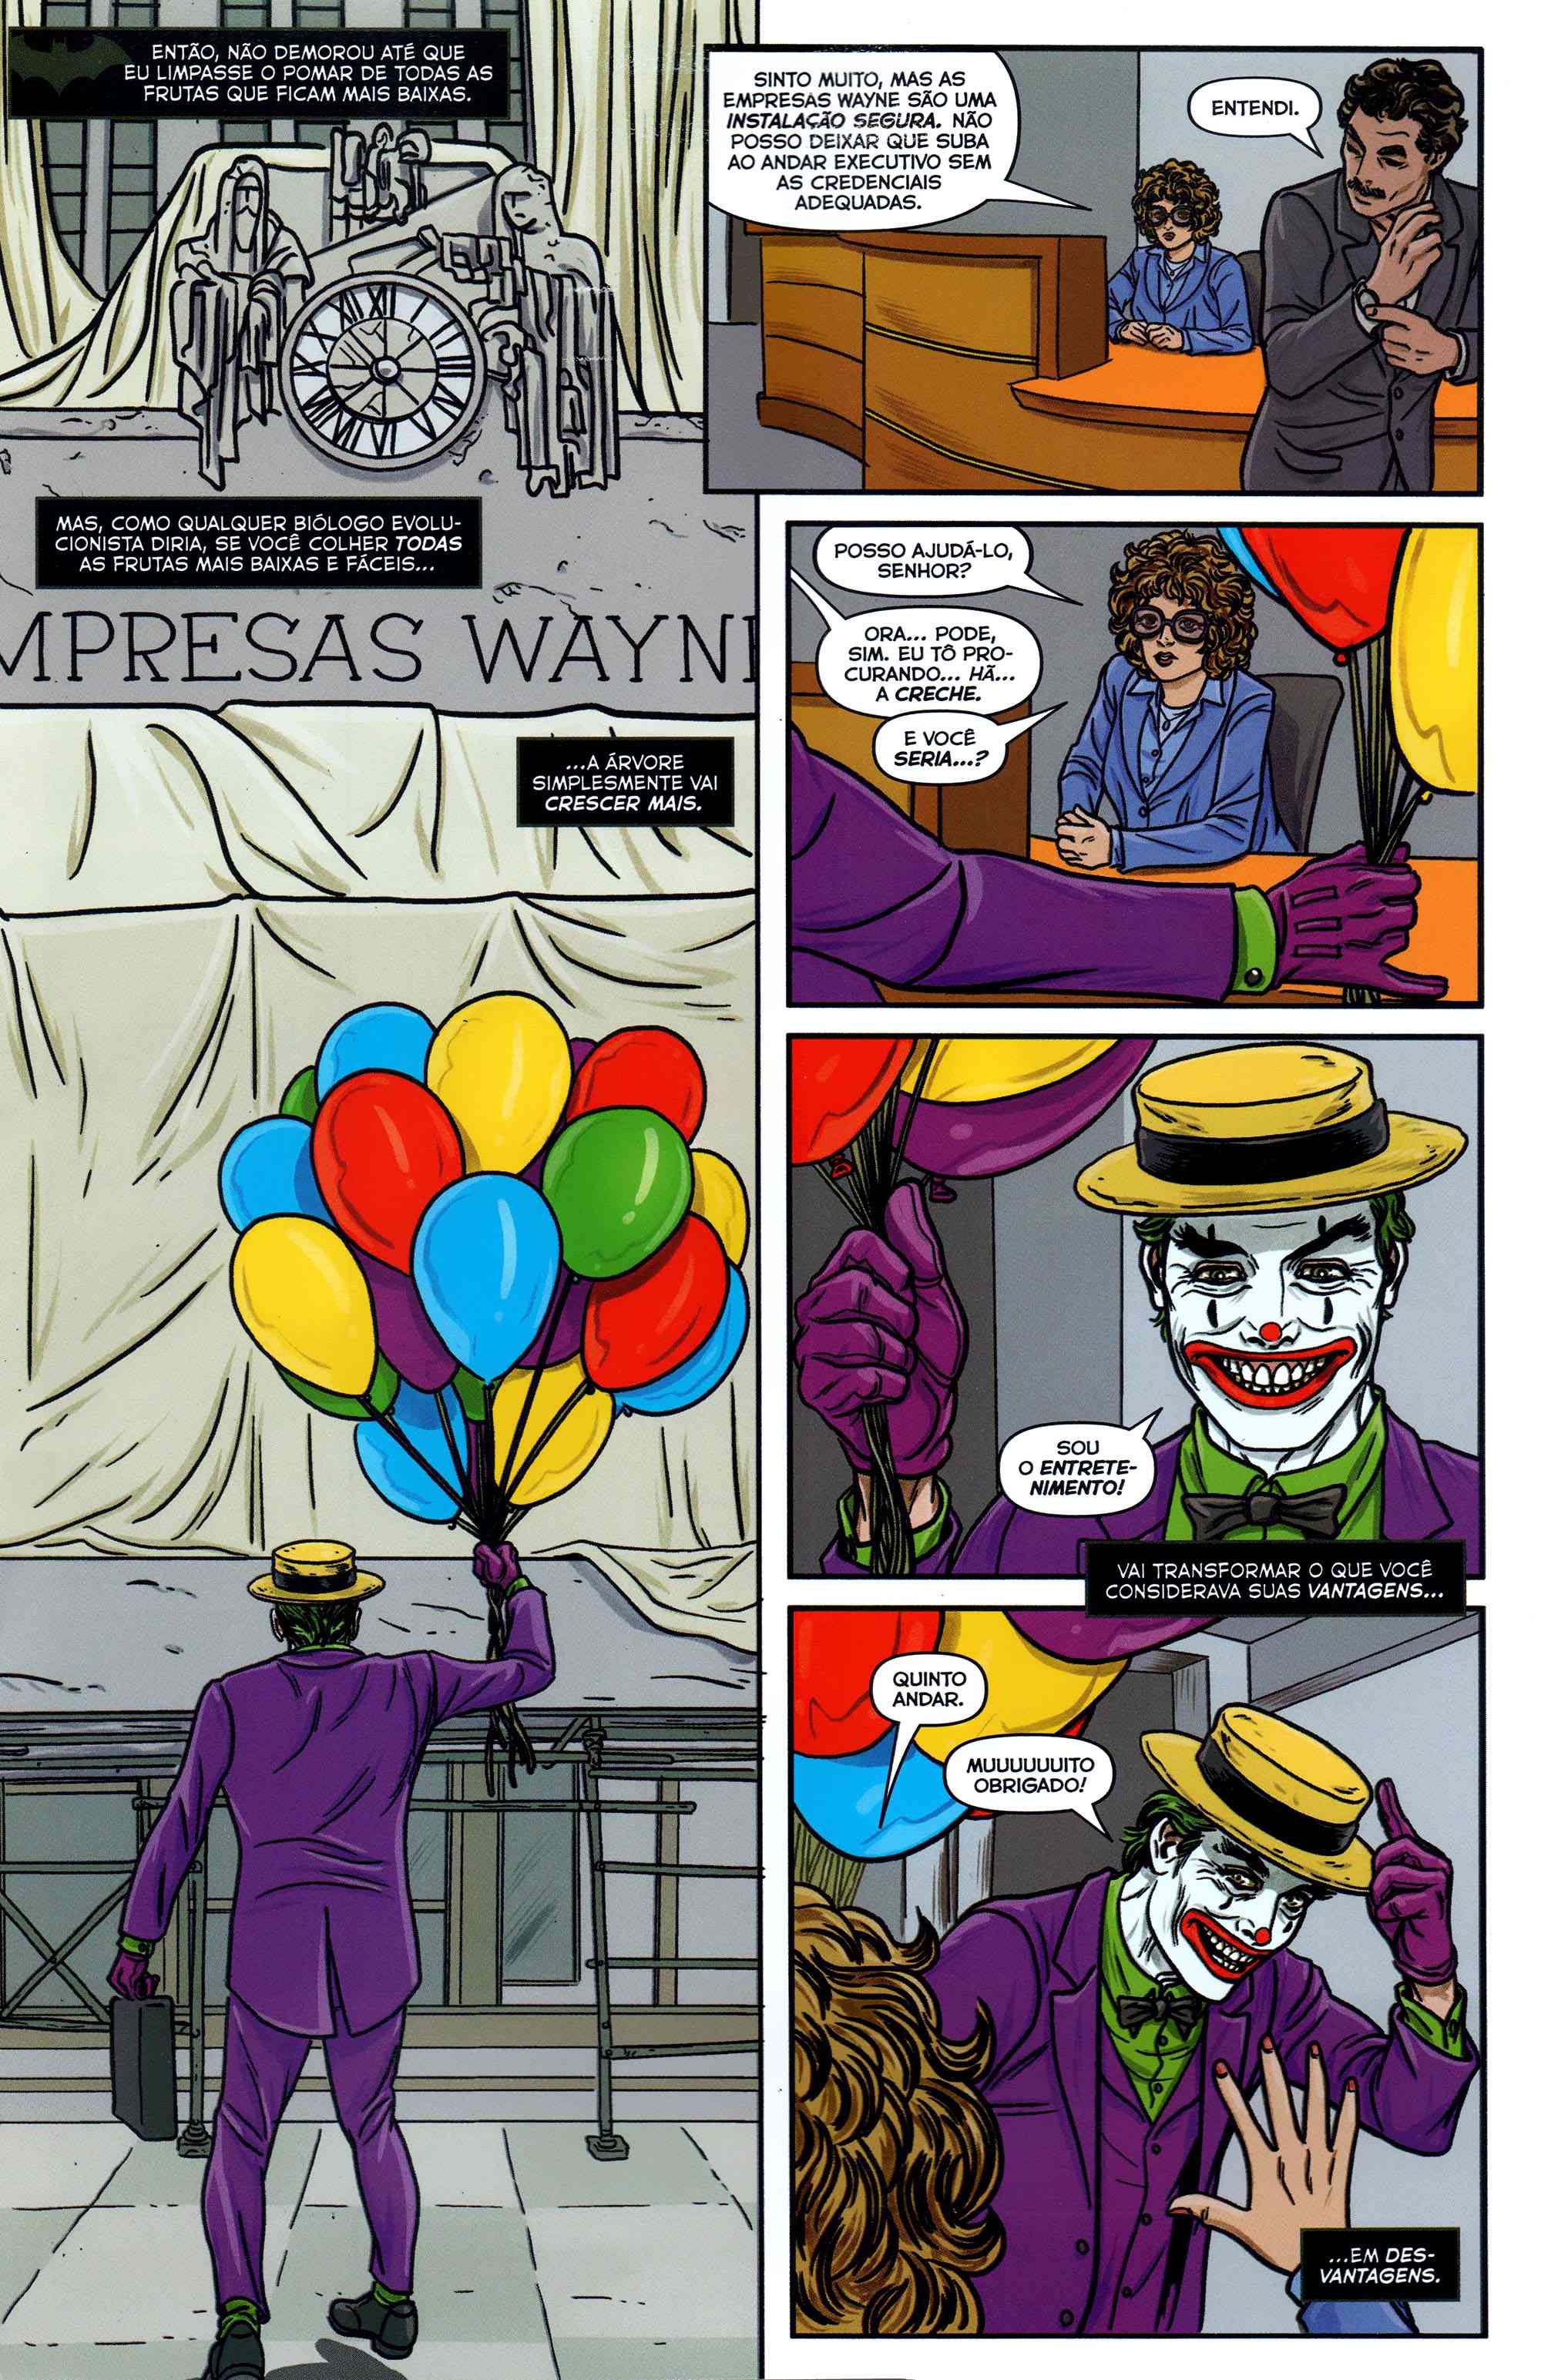 ENTÃO, NÃO DEMOROU ATÉ QUE
EU LIMPASSE O POMAR DE TODAS AS
FRUTAS QUE FICAM MAIS BAIXAS.
MAS, COMO QUALQUER BIÓLOGO EVOLU-
CIONISTA DIRIA, SE VOCÊ COLHER TODAS
AS FRUTAS MAIS BAIXAS E FÁCEIS...
MPRESAS WAYNE
...A ÁRVORE
SIMPLESMENTE VAI
CRESCER MAIS.
SINTO MUITO, MAS AS
EMPRESAS WAYNE SÃO UMA
INSTALAÇÃO SEGURA. NÃO
POSSO DEIXAR QUE SUBA
AO ANDAR EXECUTIVO SEM
AS CREDENCIAIS
ADEQUADAS.
ENTENDI.
POSSO AJUDÁ-LO,
SENHOR?
ORA... PODE,
SIM. EU TÔ PRO-
CURANDO... HÃ...
A CRECHE.
E VOCÊ
SERIA...?
SOU
O ENTRETE-
NIMENTO!
VAI TRANSFORMAR O QUE VOCÊ
CONSIDERAVA SUAS VANTAGENS...
QUINTO
ANDAR.
MUUUUUUITO
OBRIGADO!
...EM DES-
VANTAGENS.